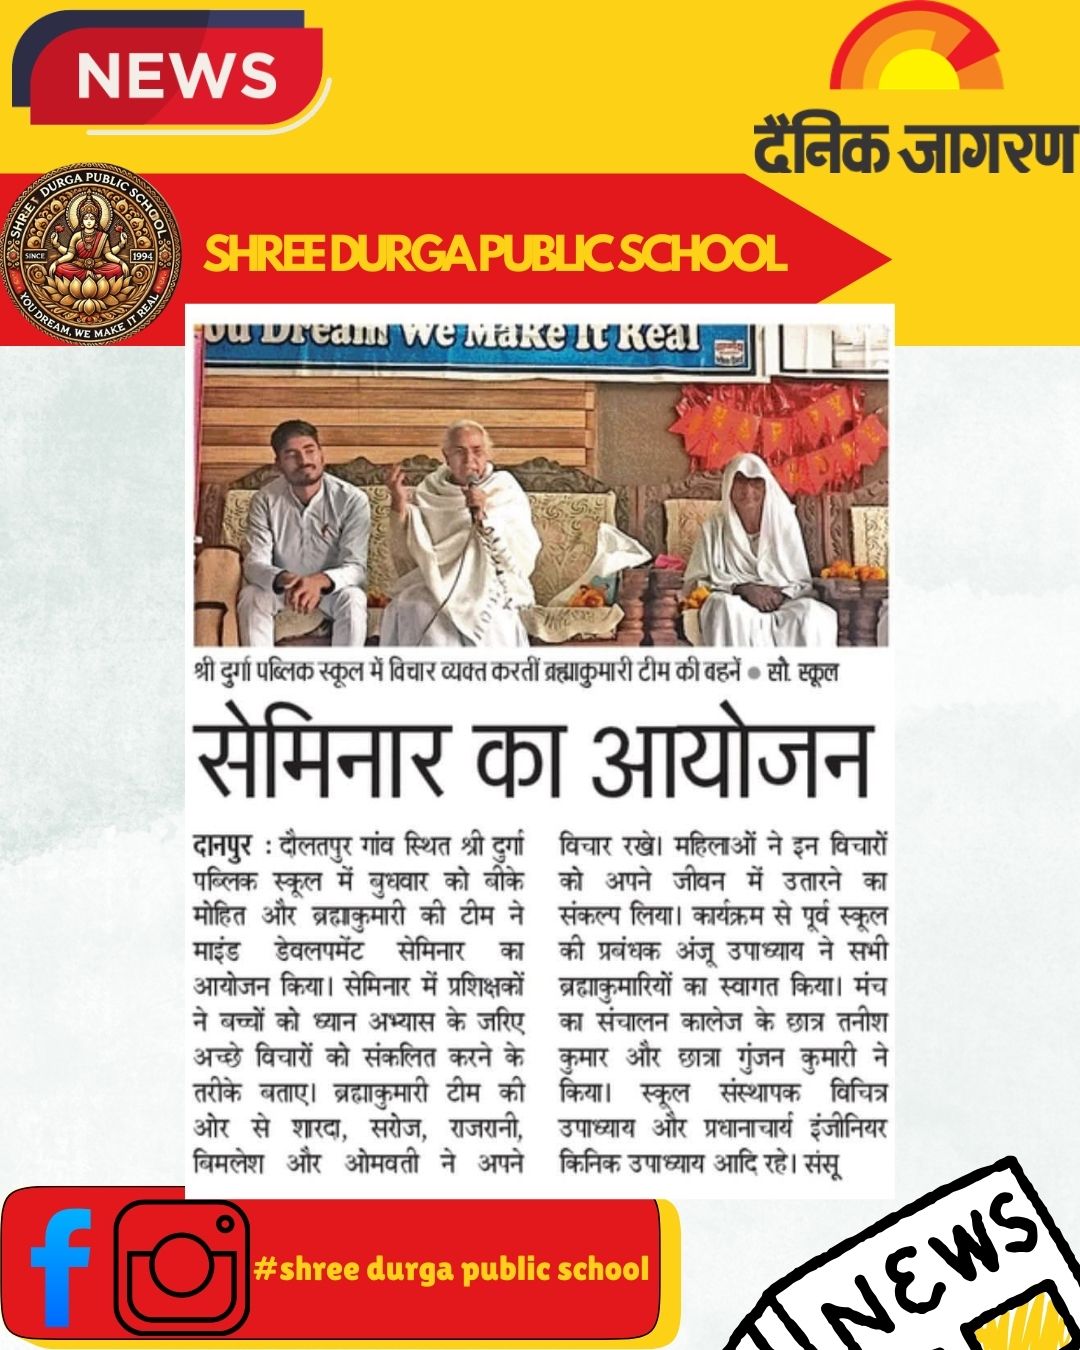 NEWS
दैनिक जागरण
SHREE DURGA PUBLIC SCHOOL
SINCE 1994
YOU DREAM, WE MAKE IT REAL
SHREE DURGA PUBLIC SCHOOL
ou Dream We Make It Real
श्री दुर्गा पब्लिक स्कूल में विचार व्यक्त करतीं ब्रह्माकुमारी टीम की बहनें ● सौ. स्कूल
सेमिनार का आयोजन
दानपुर : दौलतपुर गांव स्थित श्री दुर्गा
पब्लिक स्कूल में बुधवार को बीके
मोहित और ब्रह्माकुमारी की टीम ने
माइंड डेवलपमेंट सेमिनार का
आयोजन किया। सेमिनार में प्रशिक्षकों
ने बच्चों को ध्यान अभ्यास के जरिए
अच्छे विचारों को संकलित करने के
तरीके बताए। ब्रह्माकुमारी टीम की
ओर से शारदा, सरोज, राजरानी,
बिमलेश और ओमवती ने अपने
विचार रखे। महिलाओं ने इन विचारों
को अपने जीवन में उतारने का
संकल्प लिया। कार्यक्रम से पूर्व स्कूल
की प्रबंधक अंजू उपाध्याय ने सभी
ब्रह्माकुमारियों का स्वागत किया। मंच
का संचालन कालेज के छात्र तनीश
कुमार और छात्रा गुंजन कुमारी ने
किया। स्कूल संस्थापक विचित्र
उपाध्याय और प्रधानाचार्य इंजीनियर
किनिक उपाध्याय आदि रहे। संसू
#shree durga public school
NEWS